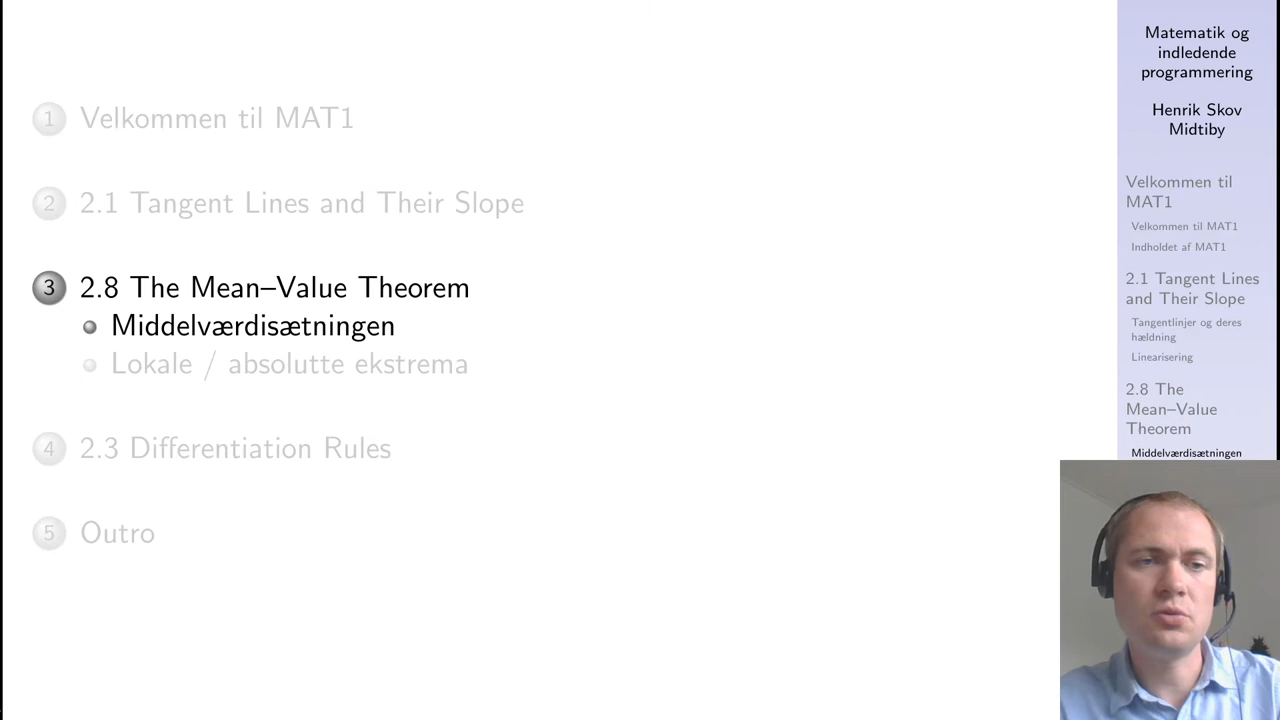 1 Velkommen til MAT1
2 2.1 Tangent Lines and Their Slope
3 2.8 The Mean–Value Theorem
Middelværdisætningen
Lokale / absolutte ekstrema
4 2.3 Differentiation Rules
5 Outro
Matematik og
indledende
programmering
Henrik Skov
Midtiby
Velkommen til
MAT1
Velkommen til MAT1
Indholdet af MAT1
2.1 Tangent Lines
and Their Slope
Tangentlinjer og deres
hældning
Linearisering
2.8 The
Mean–Value
Theorem
Middelværdisætningen